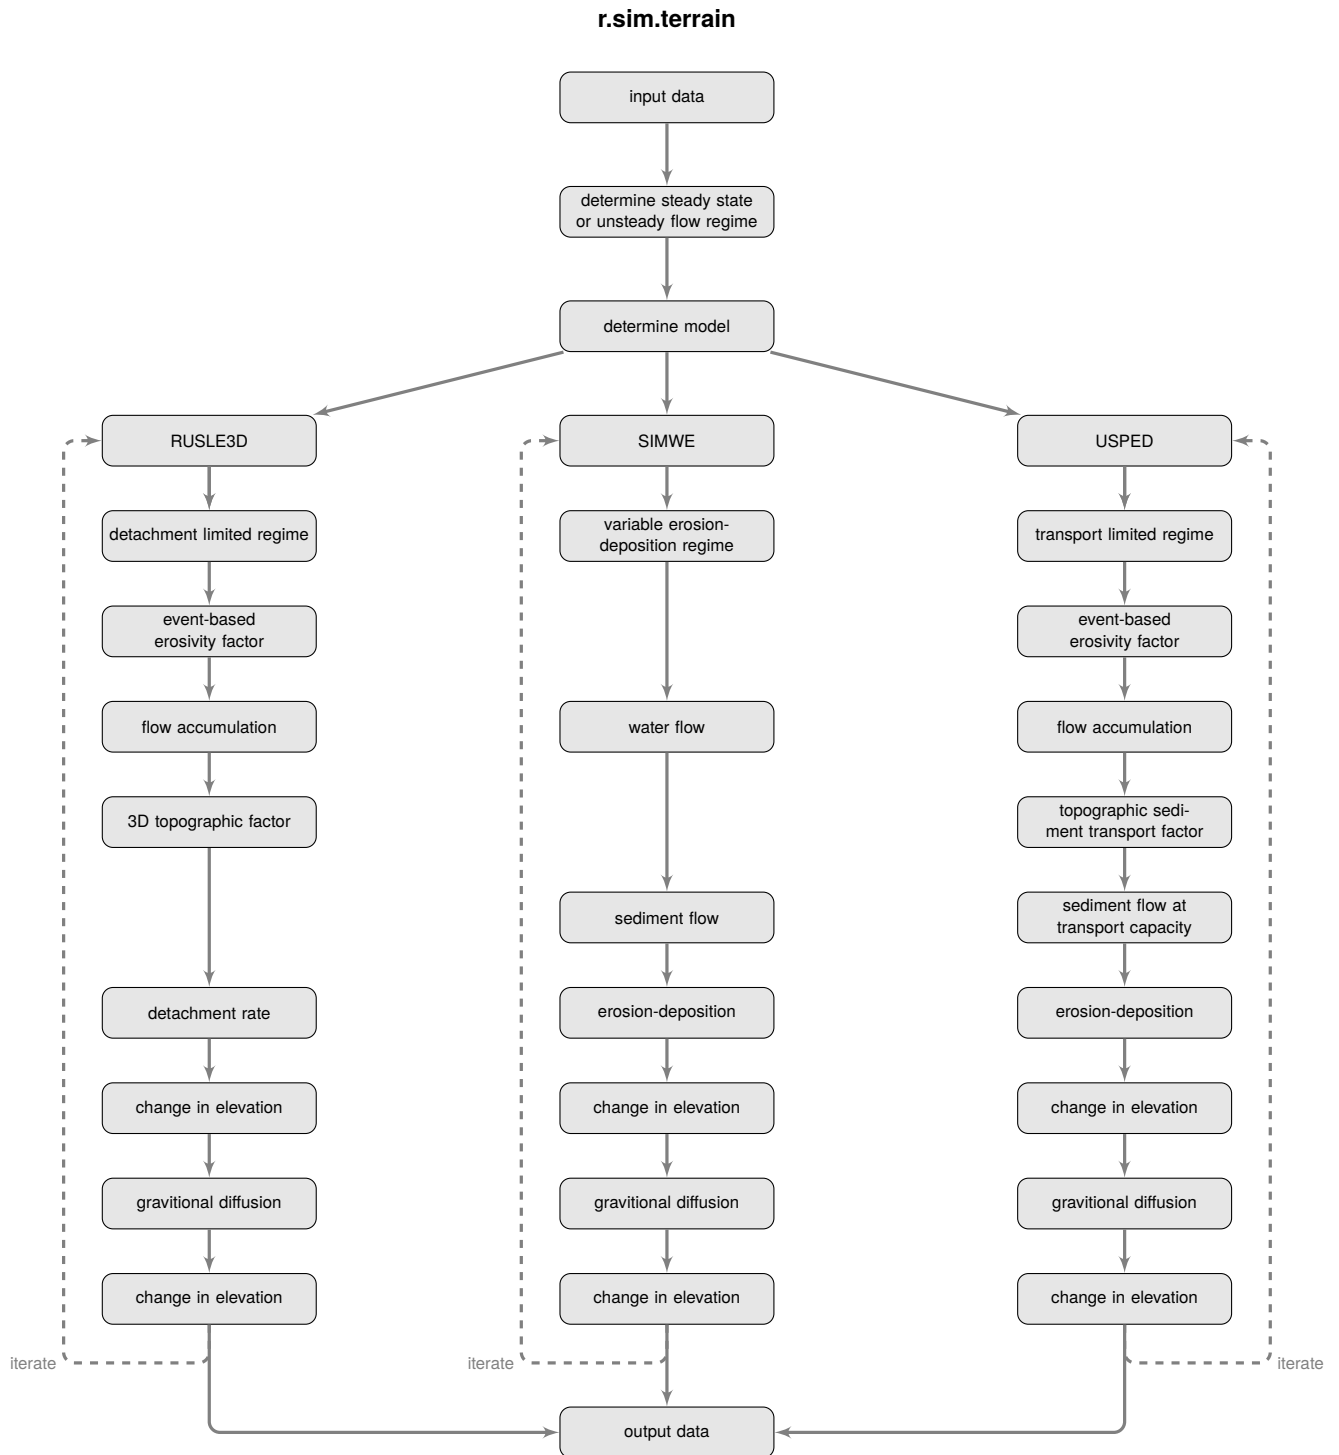 r.sim.terrain
input data
determine steady state
or unsteady flow regime
determine model
RUSLE3D
SIMWE
USPED
detachment limited regime
variable erosion-
deposition regime
transport limited regime
event-based
erosivity factor
event-based
erosivity factor
flow accumulation
water flow
flow accumulation
3D topographic factor
topographic sedi-
ment transport factor
sediment flow
sediment flow at
transport capacity
detachment rate
erosion-deposition
erosion-deposition
change in elevation
change in elevation
change in elevation
gravitional diffusion
gravitional diffusion
gravitional diffusion
change in elevation
change in elevation
change in elevation
iterate
iterate
iterate
output data